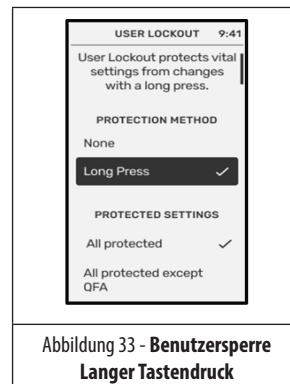 USER LOCKOUT 9:41
User Lockout protects vital
settings from changes
with a long press.
PROTECTION METHOD
None
Long Press
PROTECTED SETTINGS
All protected
All protected except
QFA
Abbildung 33 - Benutzersperre
Langer Tastendruck